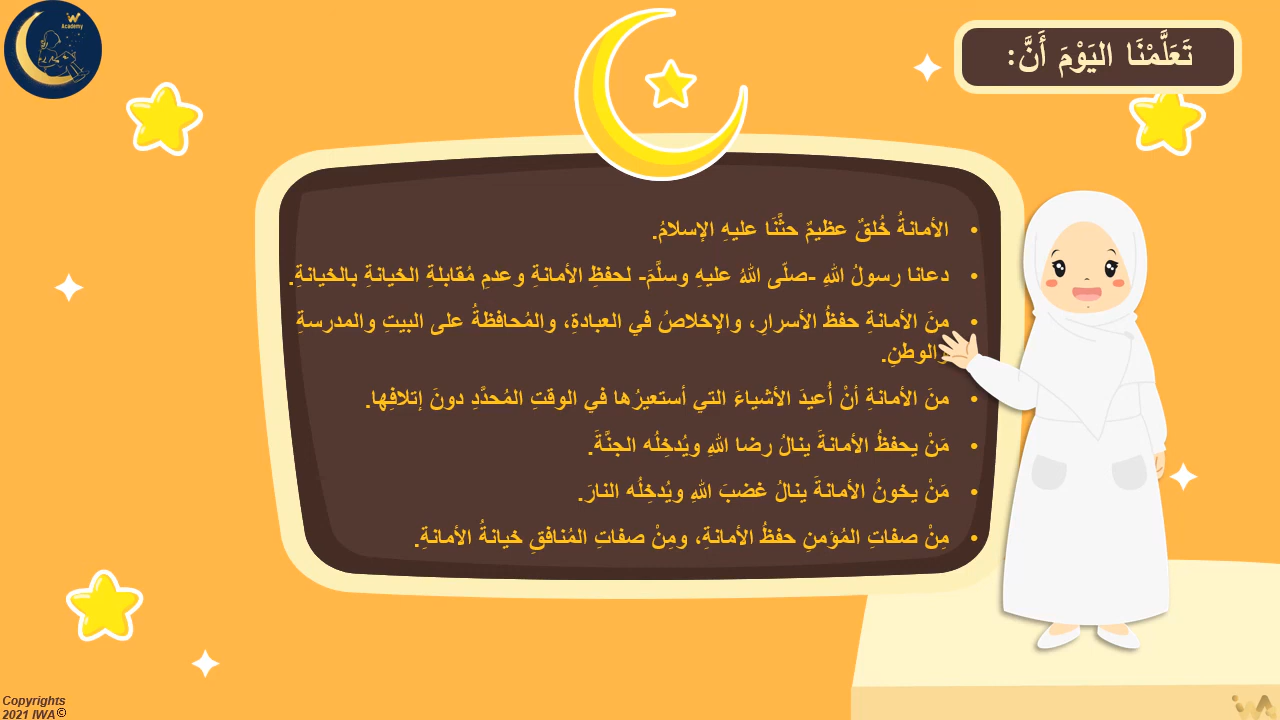 W
Academy
تَعَلَّمْنَا اليَوْمَ أَنَّ:
• الأمانةُ خُلقٌ عظيمٌ حثَّنَا عليهِ الإسلامُ.
• دعانا رسولُ اللهِ -صلّى اللهُ عليهِ وسلَّمَ- لحفظِ الأمانةِ وعدمِ مُقابلةِ الخيانةِ بالخيانةِ.
• منَ الأمانةِ حفظُ الأسرارِ، والإخلاصُ في العبادةِ، والمُحافظةُ على البيتِ والمدرسةِ
والوطنِ.
• منَ الأمانةِ أنْ أُعيدَ الأشياءَ التي أستعيرُها في الوقتِ المُحدَّدِ دونَ إتلافِها.
• مَنْ يحفظُ الأمانةَ ينالُ رضا اللهِ ويُدخِلُه الجنَّةَ.
• مَنْ يخونُ الأمانةَ ينالُ غضبَ اللهِ ويُدخِلُه النارَ.
• مِنْ صفاتِ المُؤمنِ حفظُ الأمانةِ، ومِنْ صفاتِ المُنافقِ خيانةُ الأمانةِ.
Copyrights
2021 IWA©
iWA